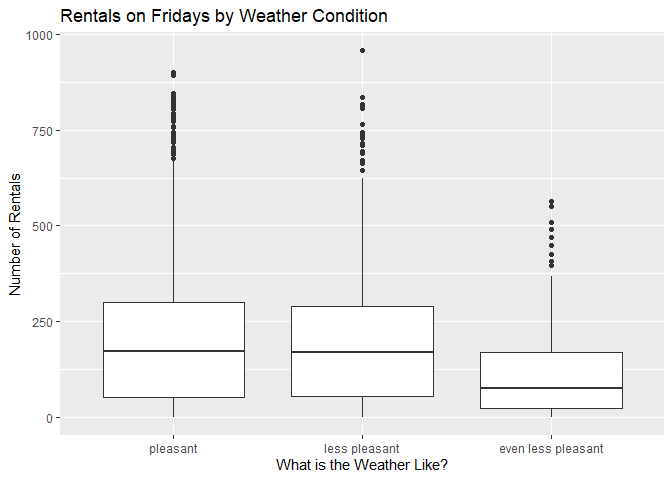 Rentals on Fridays by Weather Condition
Number of Rentals
1000
750
500
250
0
pleasant
less pleasant
even less pleasant
What is the Weather Like?